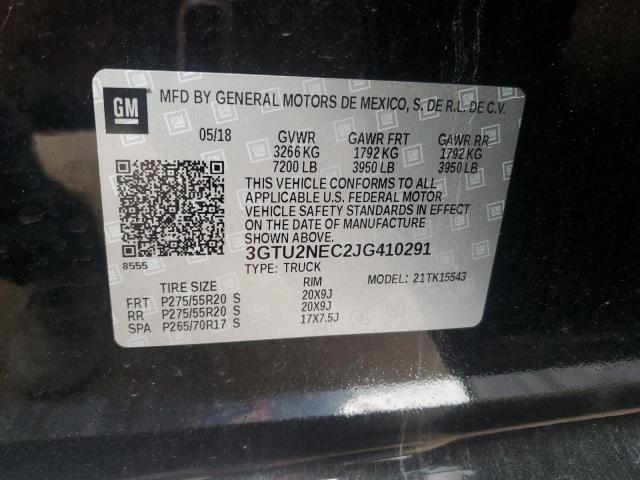 GM
MFD BY GENERAL MOTORS DE MEXICO, S. DE R.L. DE C.V.
05/18 GVWR GAWR FRT GAWR RR
3266 KG 1792 KG 1792 KG
7200 LB 3950 LB 3950 LB
THIS VEHICLE CONFORMS TO ALL
APPLICABLE U.S. FEDERAL MOTOR
VEHICLE SAFETY STANDARDS IN EFFECT
ON THE DATE OF MANUFACTURE
SHOWN ABOVE.
3GTU2NEC2JG410291
8555 TYPE: TRUCK 21TK15543
TIRE SIZE RIM
FRT P275/55R20 S 20X9J
RR P275/55R20 S 20X9J
SPA P265/70R17 S 17X7.5J